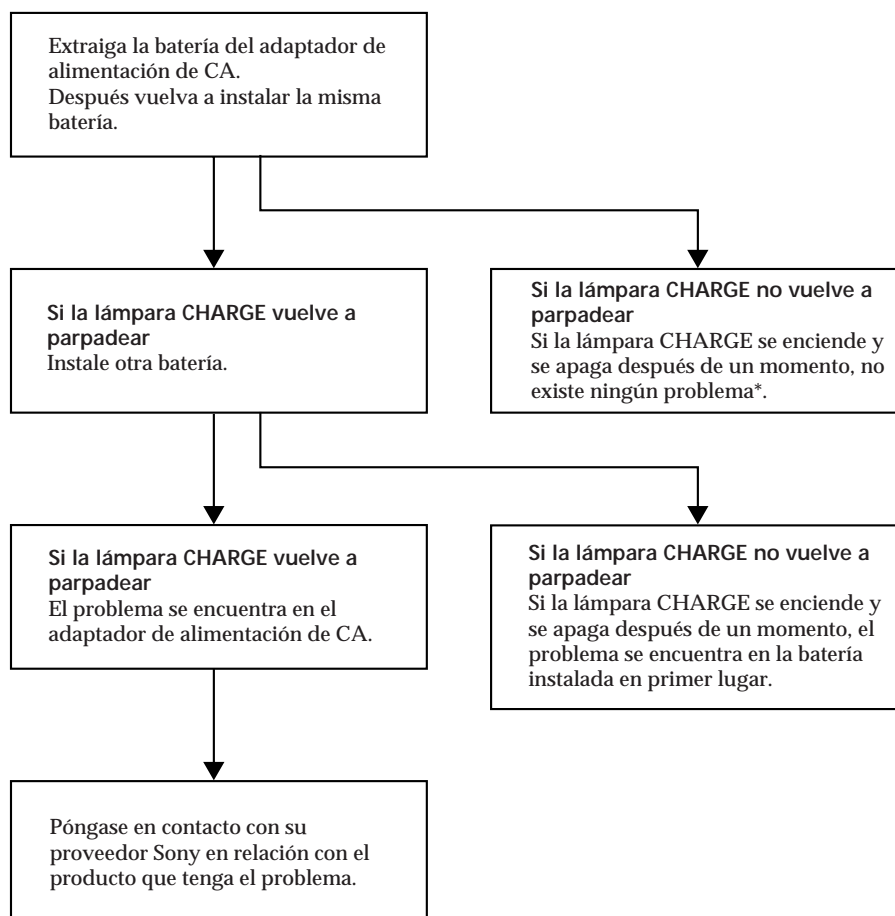 Extraiga la batería del adaptador de
alimentación de CA.
Después vuelva a instalar la misma
batería.
Si la lámpara CHARGE vuelve a
parpadear
Instale otra batería.
Si la lámpara CHARGE no vuelve a
parpadear
Si la lámpara CHARGE se enciende y
se apaga después de un momento, no
existe ningún problema*.
Si la lámpara CHARGE vuelve a
parpadear
El problema se encuentra en el
adaptador de alimentación de CA.
Si la lámpara CHARGE no vuelve a
parpadear
Si la lámpara CHARGE se enciende y
se apaga después de un momento, el
problema se encuentra en la batería
instalada en primer lugar.
Póngase en contacto con su
proveedor Sony en relación con el
producto que tenga el problema.